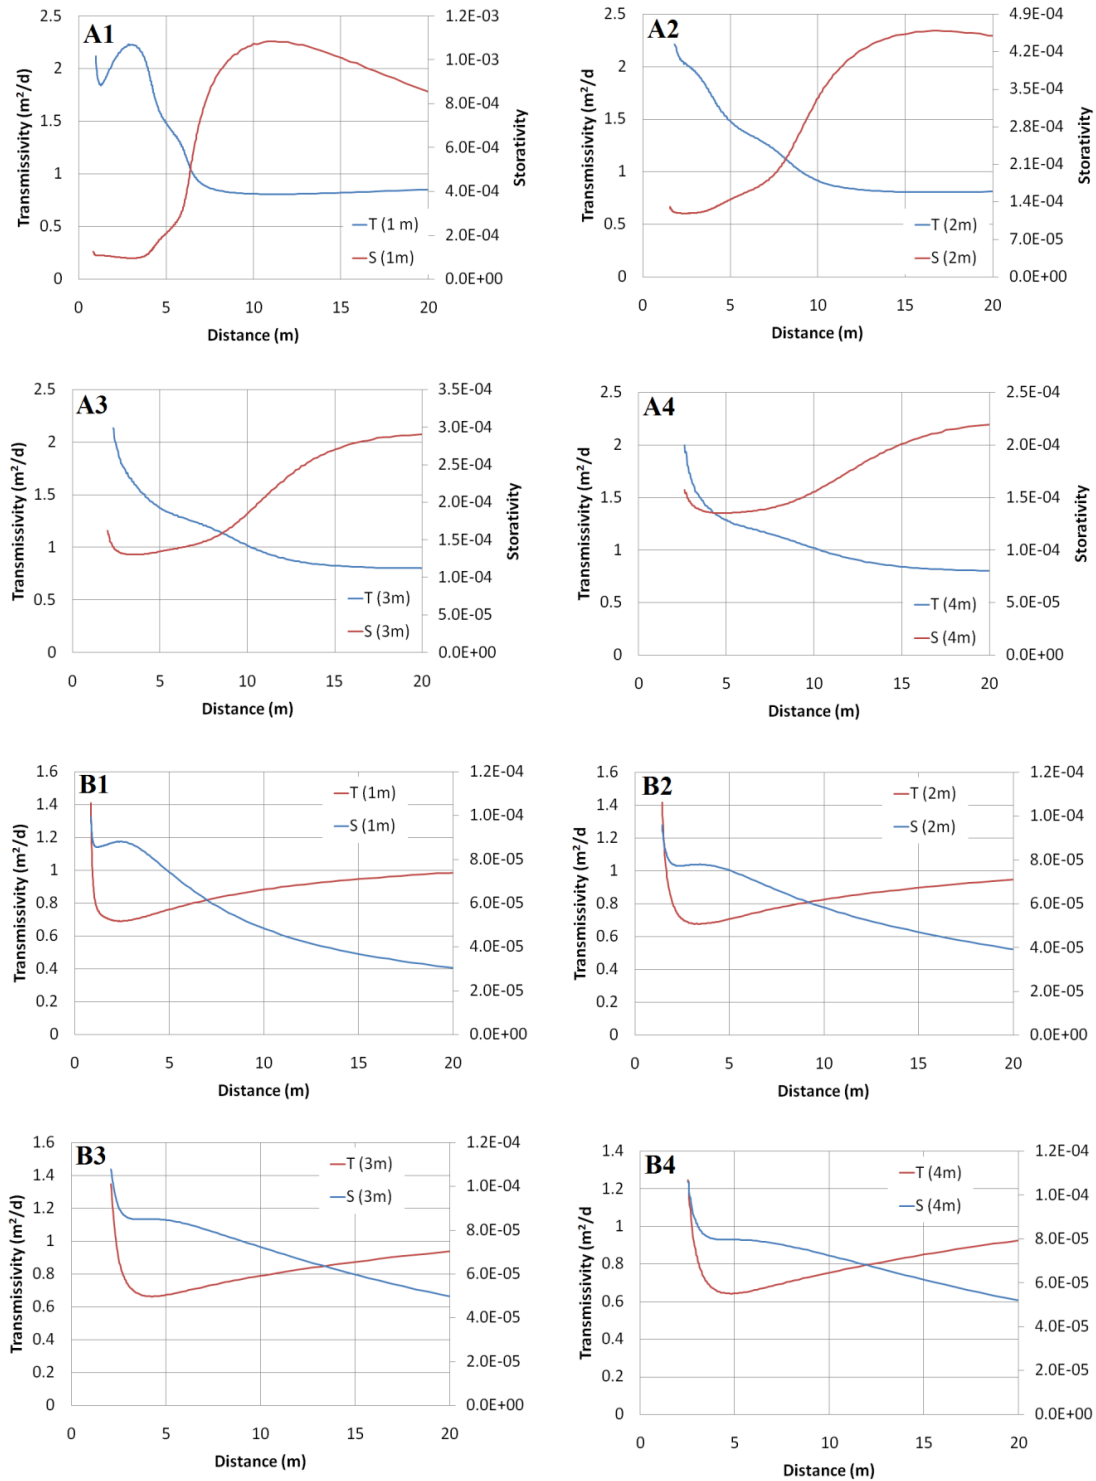 A1
2.5
2
1.5
1
0.5
0
1.2E-03
1.0E-03
8.0E-04
6.0E-04
4.0E-04
2.0E-04
0.0E+00
Transmissivity (m²/d)
Storativity
T (1 m)
S (1m)
0 5 10 15 20
Distance (m)
A2
2.5
2
1.5
1
0.5
0
4.9E-04
4.2E-04
3.5E-04
2.8E-04
2.1E-04
1.4E-04
7.0E-05
0.0E+00
Transmissivity (m²/d)
Storativity
T (2m)
S (2m)
0 5 10 15 20
Distance (m)
A3
2.5
2
1.5
1
0.5
0
3.5E-04
3.0E-04
2.5E-04
2.0E-04
1.5E-04
1.0E-04
5.0E-05
0.0E+00
Transmissivity (m²/d)
Storativity
T (3m)
S (3m)
0 5 10 15 20
Distance (m)
A4
2.5
2
1.5
1
0.5
0
2.5E-04
2.0E-04
1.5E-04
1.0E-04
5.0E-05
0.0E+00
Transmissivity (m²/d
Storativity
T (4m)
S (4m)
0 5 10 15 20
Distance (m)
B1
1.6
1.4
1.2
1
0.8
0.6
0.4
0.2
0
1.2E-04
1.0E-04
8.0E-05
6.0E-05
4.0E-05
2.0E-05
0.0E+00
Transmissivity (m²/d)
T (1m)
S (1m)
0 5 10 15 20
Distance (m)
B2
1.6
1.4
1.2
1
0.8
0.6
0.4
0.2
0
1.2E-04
1.0E-04
8.0E-05
6.0E-05
4.0E-05
2.0E-05
0.0E+00
Transmissivity (m²/d)
T (2m)
S (2m)
0 5 10 15 20
Distance (m)
B3
1.6
1.4
1.2
1
0.8
0.6
0.4
0.2
0
1.2E-04
1.0E-04
8.0E-05
6.0E-05
4.0E-05
2.0E-05
0.0E+00
Transmissivity (m²/d)
T (3m)
S (3m)
0 5 10 15 20
Distance (m)
B4
1.4
1.2
1
0.8
0.6
0.4
0.2
0
1.2E-04
1.0E-04
8.0E-05
6.0E-05
4.0E-05
2.0E-05
0.0E+00
Transmissivity (m²/d
T (4m)
S (4m)
0 5 10 15 20
Distance (m)